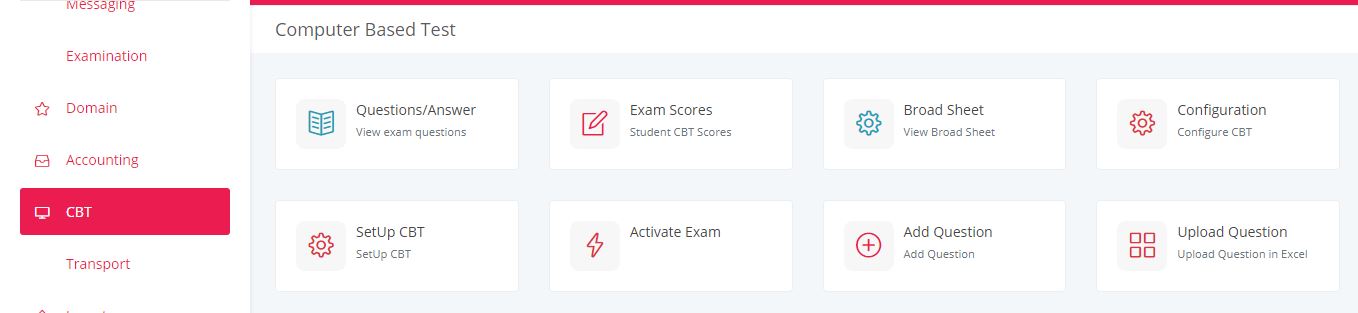 Messaging
Examination
Domain
Accounting
CBT
Transport
Computer Based Test
Questions/Answer
View exam questions
Exam Scores
Student CBT Scores
Broad Sheet
View Broad Sheet
Configuration
Configure CBT
SetUp CBT
SetUp CBT
Activate Exam
Add Question
Add Question
Upload Question
Upload Question in Excel